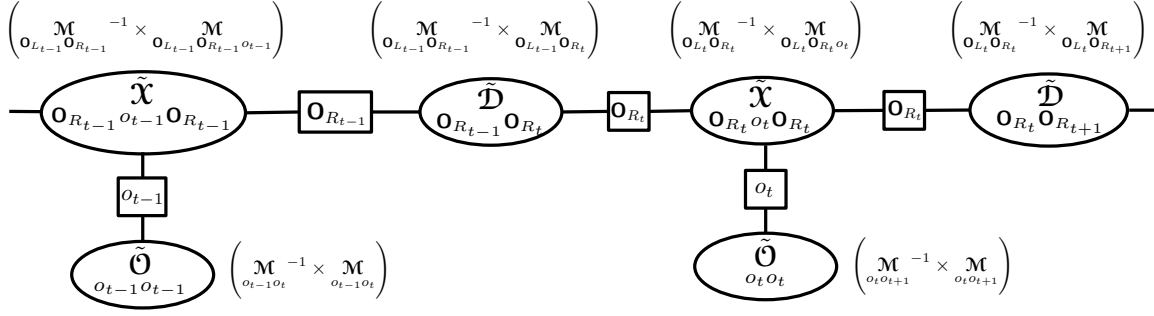 ( 𝓜_{𝐎_{L_{t−1}} 𝐎_{R_{t−1}}}^{−1} × 𝓜_{𝐎_{L_{t−1}} 𝐎_{R_{t−1}} o_{t−1}} ) ( 𝓜_{𝐎_{L_{t−1}} 𝐎_{R_{t−1}}}^{−1} × 𝓜_{𝐎_{L_{t−1}} 𝐎_{R_t}} ) ( 𝓜_{𝐎_{L_t} 𝐎_{R_t}}^{−1} × 𝓜_{𝐎_{L_t} 𝐎_{R_t} o_t} ) ( 𝓜_{𝐎_{L_t} 𝐎_{R_t}}^{−1} × 𝓜_{𝐎_{L_t} 𝐎_{R_{t+1}}} )
𝒳̃ 𝒟̃ 𝒳̃ 𝒟̃
𝐎_{R_{t−1}} o_{t−1} 𝐎_{R_{t−1}} 𝐎_{R_{t−1}} 𝐎_{R_{t−1}} 𝐎_{R_t} 𝐎_{R_t} 𝐎_{R_t} o_t 𝐎_{R_t} 𝐎_{R_t} 𝐎_{R_t} 𝐎_{R_{t+1}}
o_{t−1} o_t
𝒪̃ ( 𝓜_{o_{t−1} o_t}^{−1} × 𝓜_{o_{t−1} o_t} ) 𝒪̃ ( 𝓜_{o_t o_{t+1}}^{−1} × 𝓜_{o_t o_{t+1}} )
o_{t−1} o_{t−1} o_t o_t